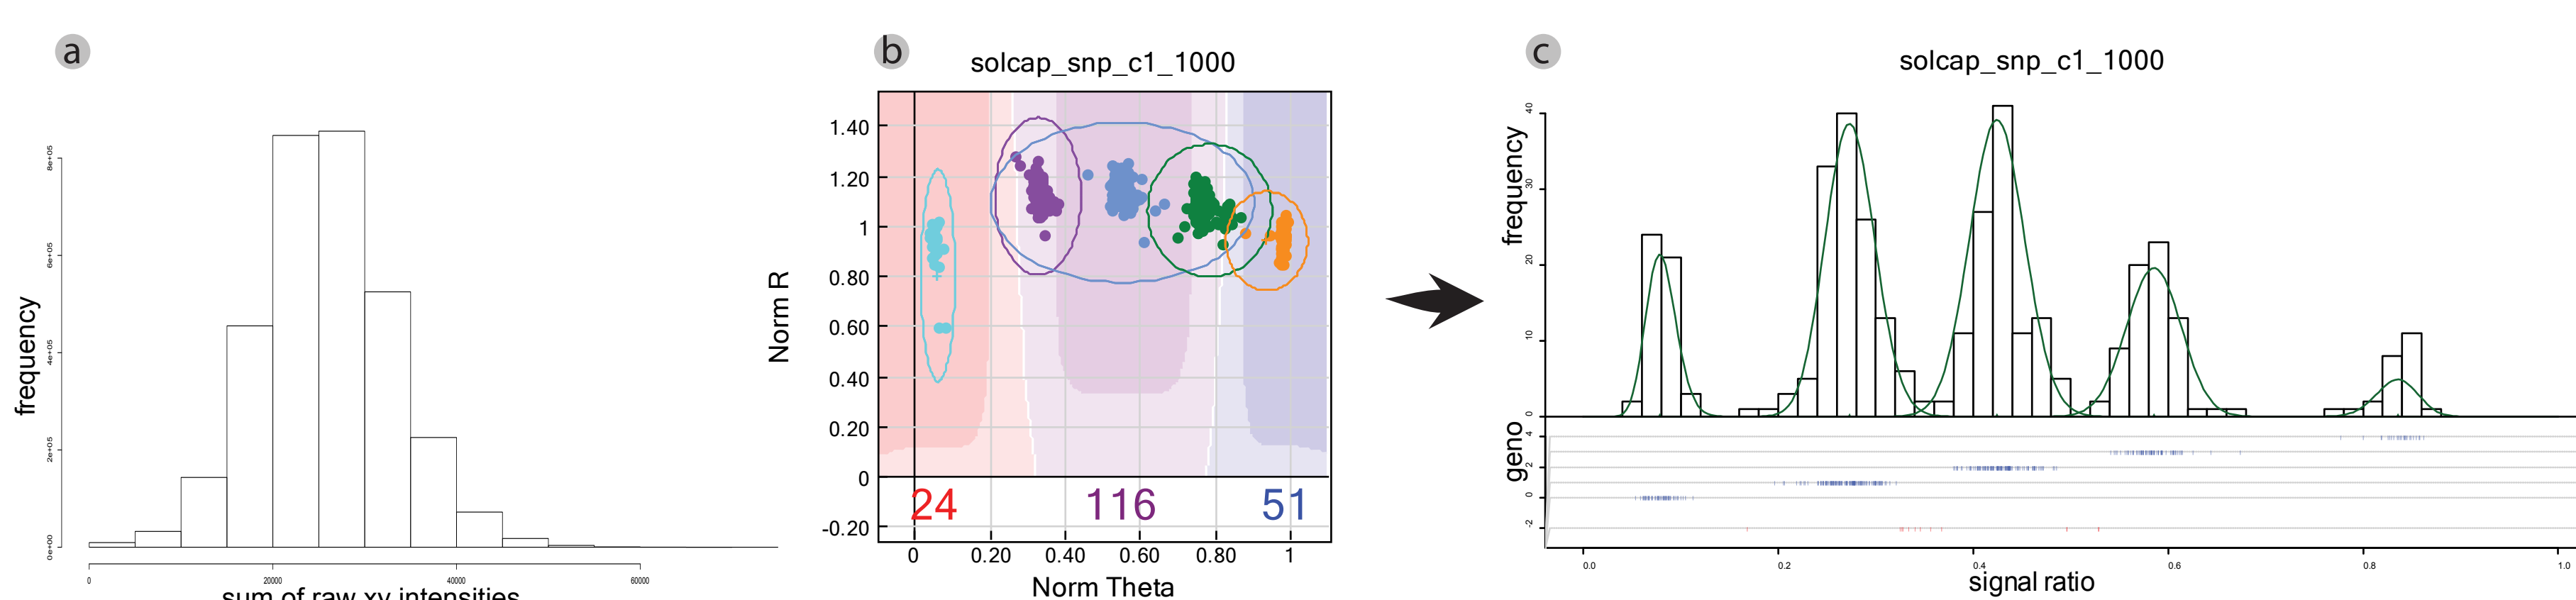 a
frequency
8e+05
6e+05
4e+05
2e+05
0e+00
0 20000 40000 60000
sum of raw xy intensities
b
solcap_snp_c1_1000
Norm R
1.40
1.20
1
0.80
0.60
0.40
0.20
0
-0.20
24 116 51
0 0.20 0.40 0.60 0.80 1
Norm Theta
c
solcap_snp_c1_1000
frequency
40
30
20
10
0
geno
4
2
0
-2
0.0 0.2 0.4 0.6 0.8 1.0
signal ratio